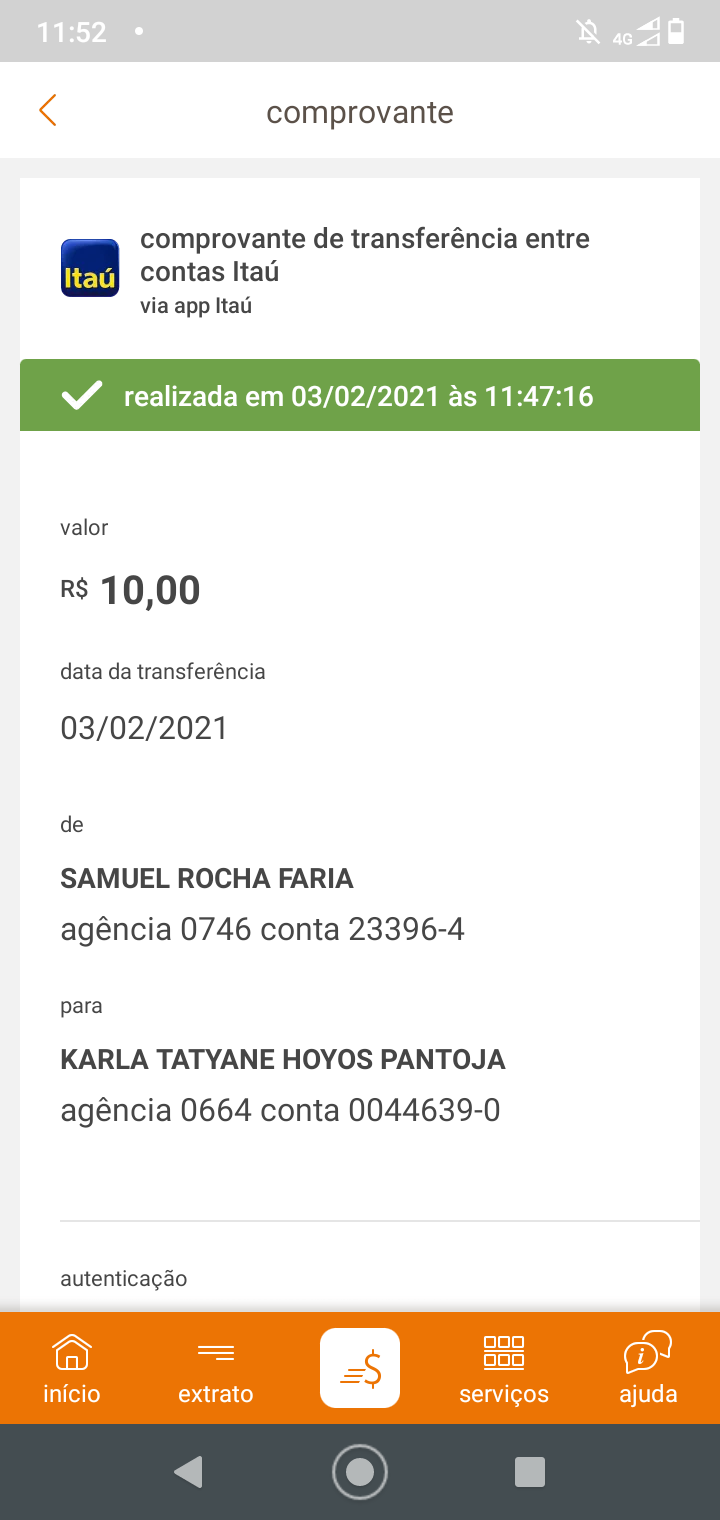 11:52
4G
comprovante
Itaú
comprovante de transferência entre
contas Itaú
via app Itaú
realizada em 03/02/2021 às 11:47:16
valor
R$ 10,00
data da transferência
03/02/2021
de
SAMUEL ROCHA FARIA
agência 0746 conta 23396-4
para
KARLA TATYANE HOYOS PANTOJA
agência 0664 conta 0044639-0
autenticação
início extrato serviços ajuda